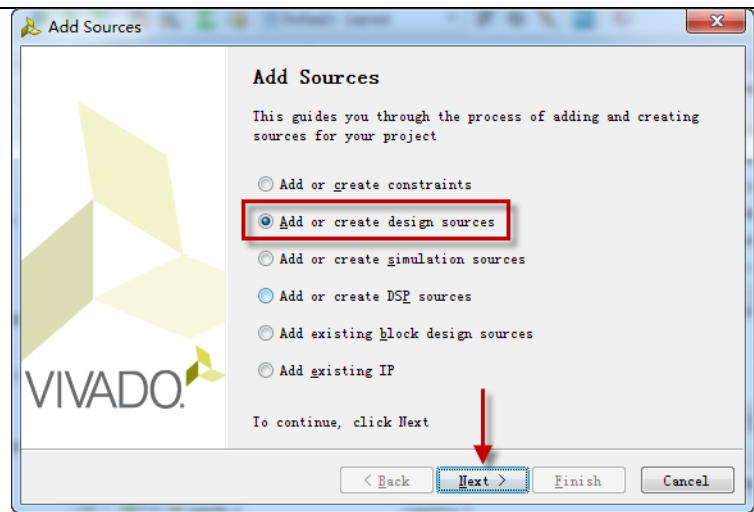 Add Sources
Add Sources
This guides you through the process of adding and creating
sources for your project
Add or create constraints
Add or create design sources
Add or create simulation sources
Add or create DSP sources
Add existing block design sources
Add existing IP
VIVADO.
To continue, click Next
< Back
Next >
Finish
Cancel